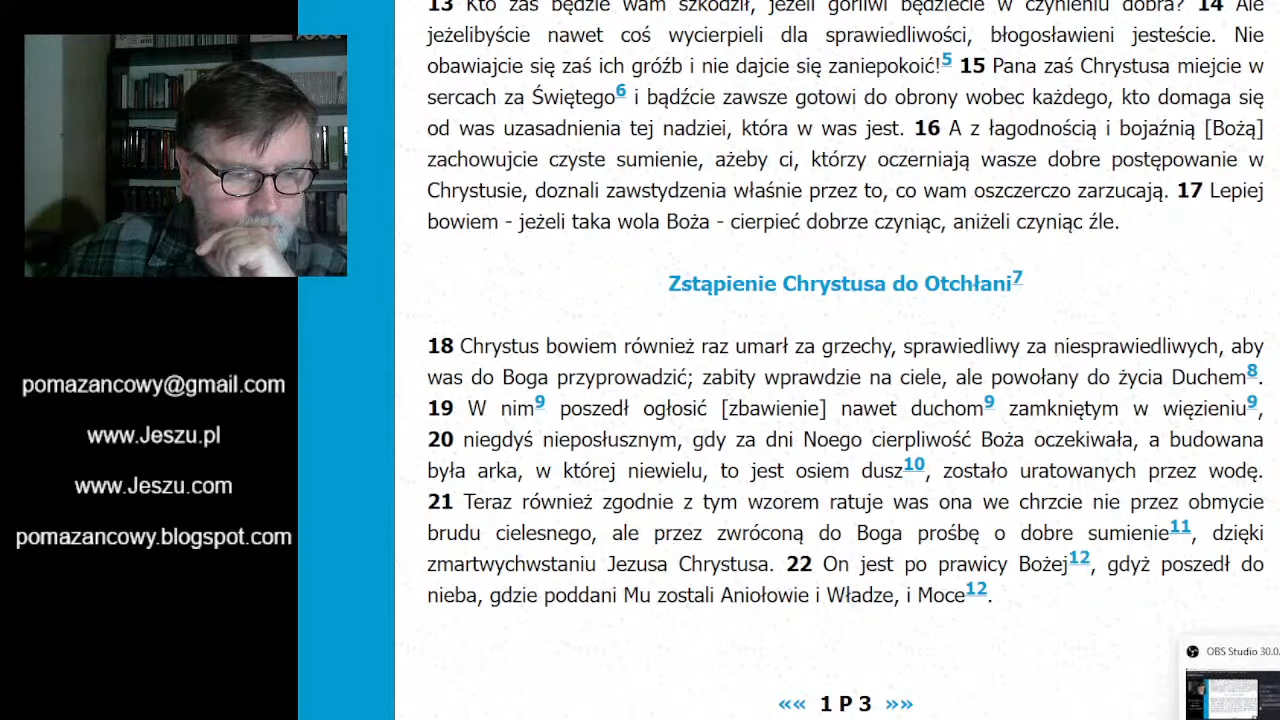 13 Kto zaś będzie wam szkodził, jeżeli gorliwi będziecie w czynieniu dobra? 14 Ale
jeżelibyście nawet coś wycierpieli dla sprawiedliwości, błogosławieni jesteście. Nie
obawiajcie się zaś ich gróźb i nie dajcie się zaniepokoić!5 15 Pana zaś Chrystusa miejcie w
sercach za Świętego6 i bądźcie zawsze gotowi do obrony wobec każdego, kto domaga się
od was uzasadnienia tej nadziei, która w was jest. 16 A z łagodnością i bojaźnią [Bożą]
zachowujcie czyste sumienie, ażeby ci, którzy oczerniają wasze dobre postępowanie w
Chrystusie, doznali zawstydzenia właśnie przez to, co wam oszczerczo zarzucają. 17 Lepiej
bowiem - jeżeli taka wola Boża - cierpieć dobrze czyniąc, aniżeli czyniąc źle.
Zstąpienie Chrystusa do Otchłani7
18 Chrystus bowiem również raz umarł za grzechy, sprawiedliwy za niesprawiedliwych, aby
was do Boga przyprowadzić; zabity wprawdzie na ciele, ale powołany do życia Duchem8.
19 W nim9 poszedł ogłosić [zbawienie] nawet duchom9 zamkniętym w więzieniu9,
20 niegdyś nieposłusznym, gdy za dni Noego cierpliwość Boża oczekiwała, a budowana
była arka, w której niewielu, to jest osiem dusz10, zostało uratowanych przez wodę.
21 Teraz również zgodnie z tym wzorem ratuje was ona we chrzcie nie przez obmycie
brudu cielesnego, ale przez zwróconą do Boga prośbę o dobre sumienie11, dzięki
zmartwychwstaniu Jezusa Chrystusa. 22 On jest po prawicy Bożej12, gdyż poszedł do
nieba, gdzie poddani Mu zostali Aniołowie i Władze, i Moce12.
«« 1 P 3 »»
pomazancowy@gmail.com
www.Jeszu.pl
www.Jeszu.com
pomazancowy.blogspot.com
OBS Studio 30.0.